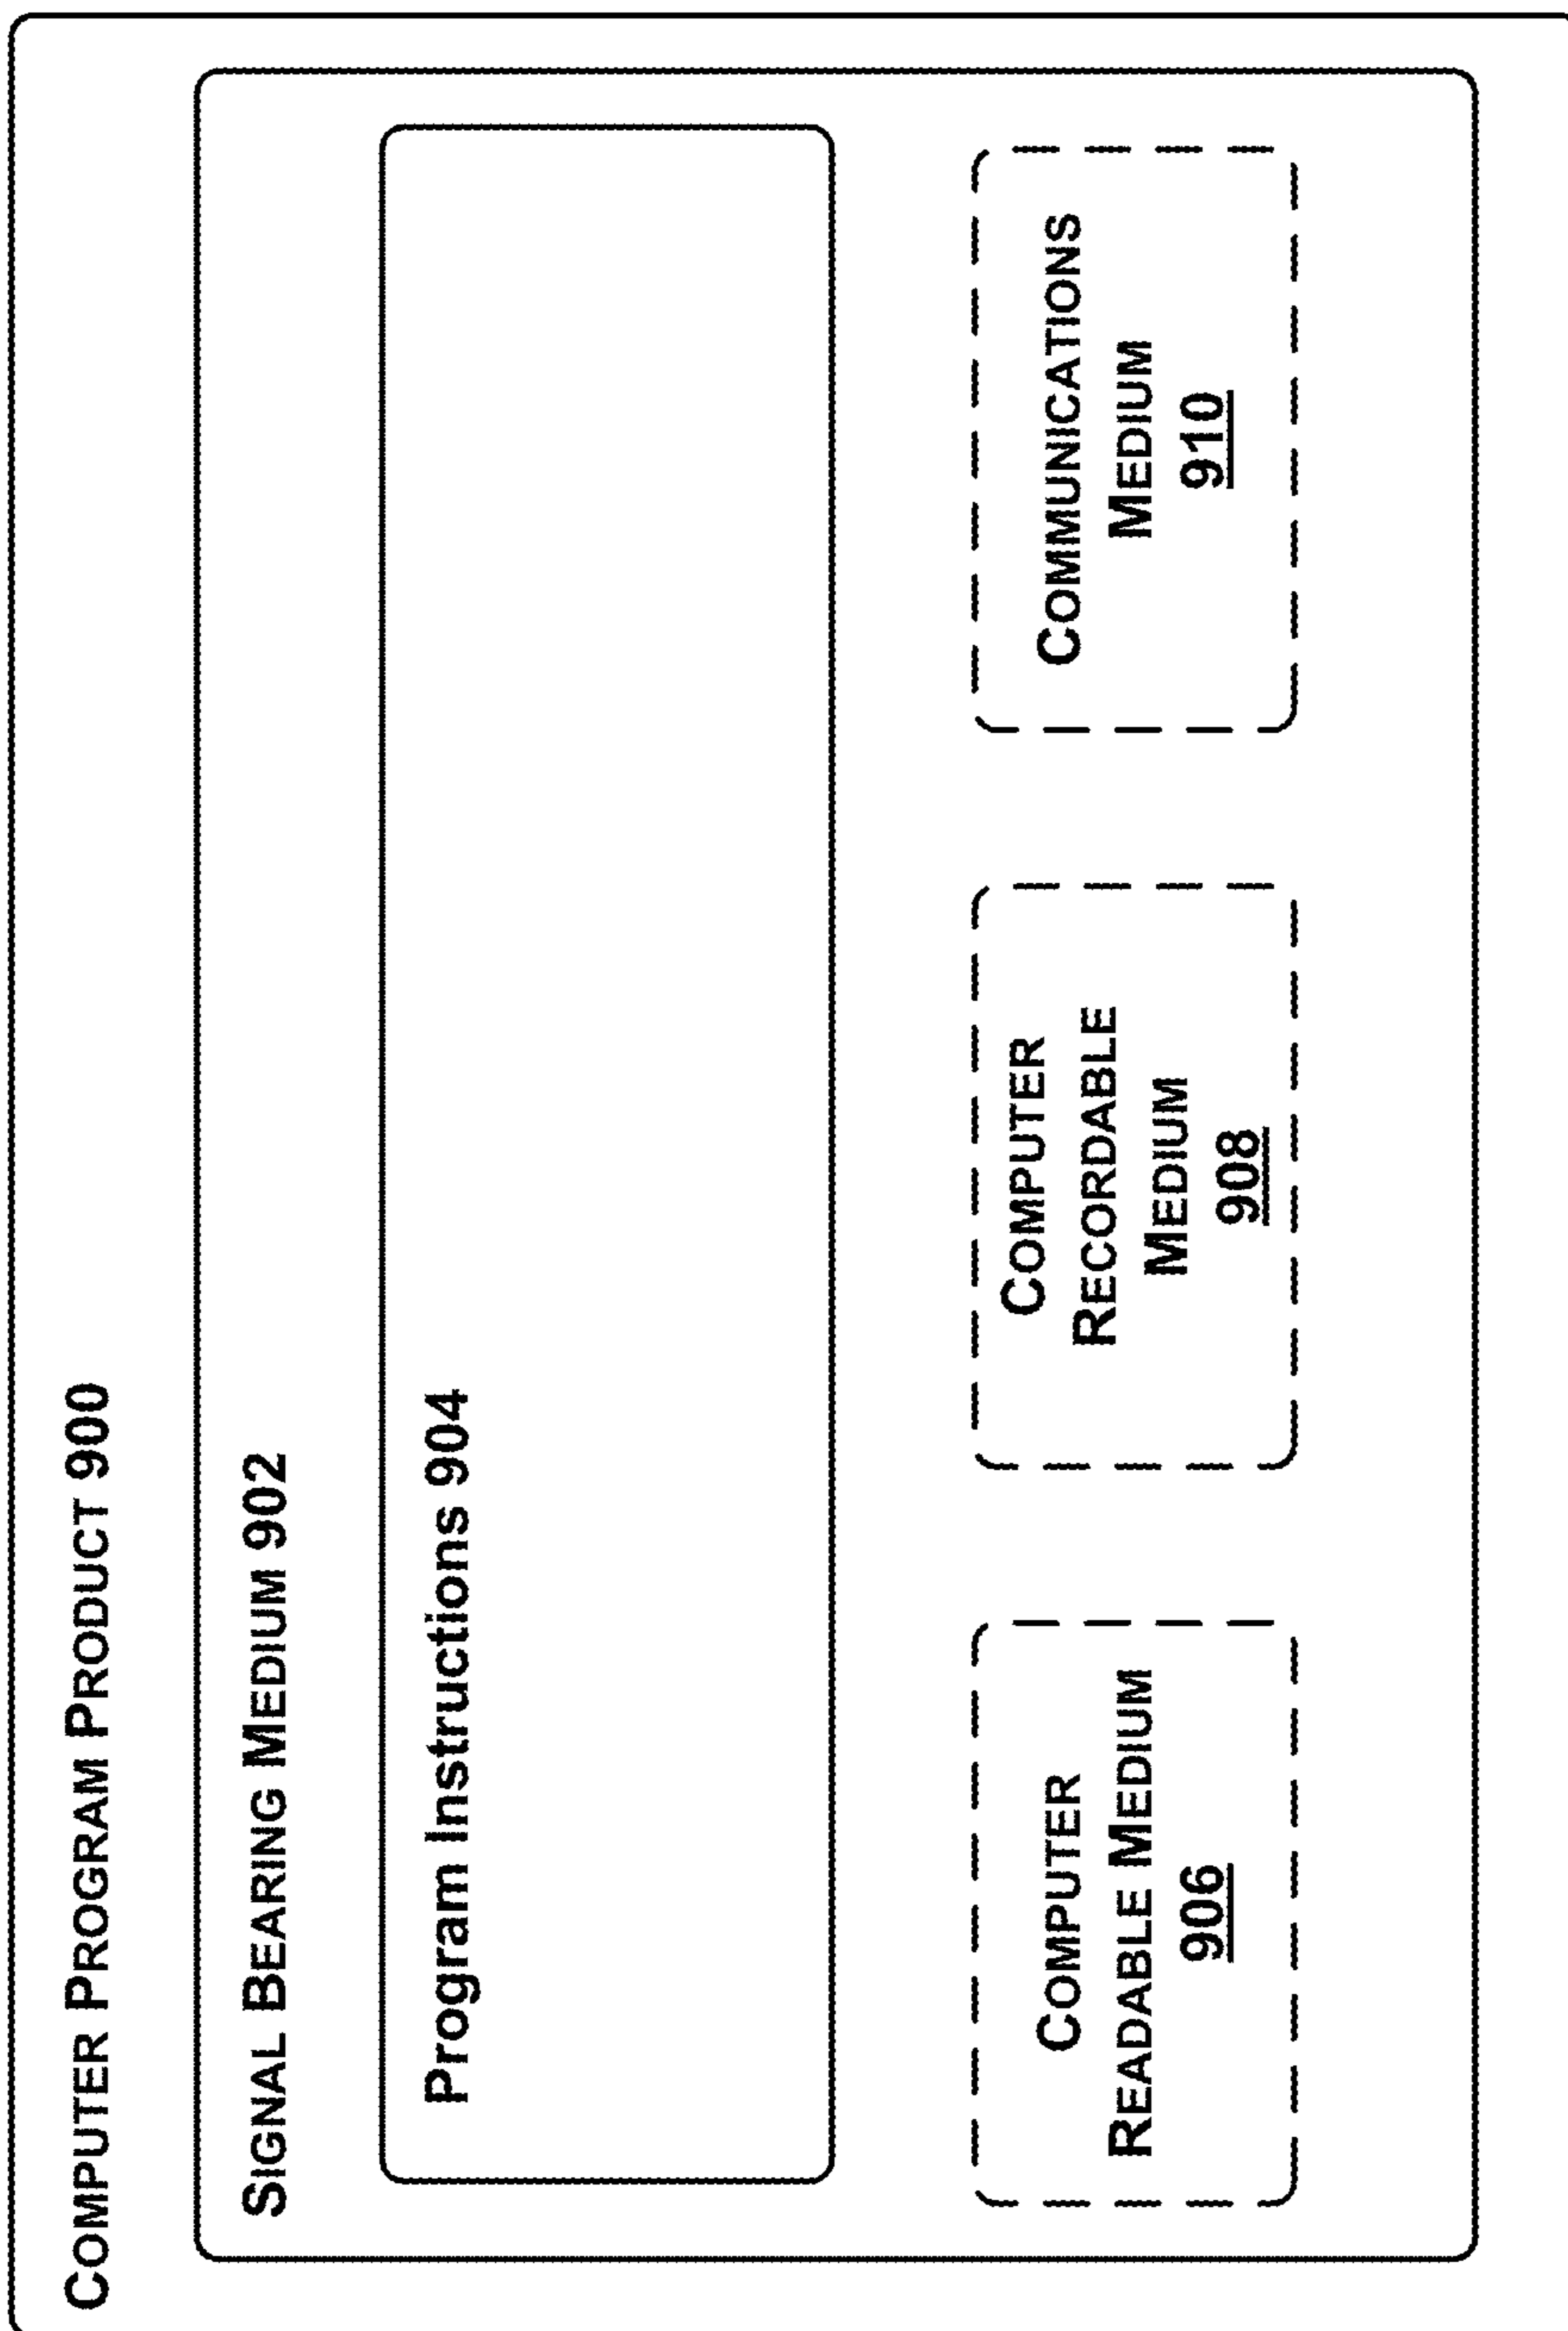 COMPUTER PROGRAM PRODUCT 900
SIGNAL BEARING MEDIUM 902
Program Instructions 904
COMPUTER
READABLE MEDIUM
906
COMPUTER
RECORDABLE
MEDIUM
908
COMMUNICATIONS
MEDIUM
910